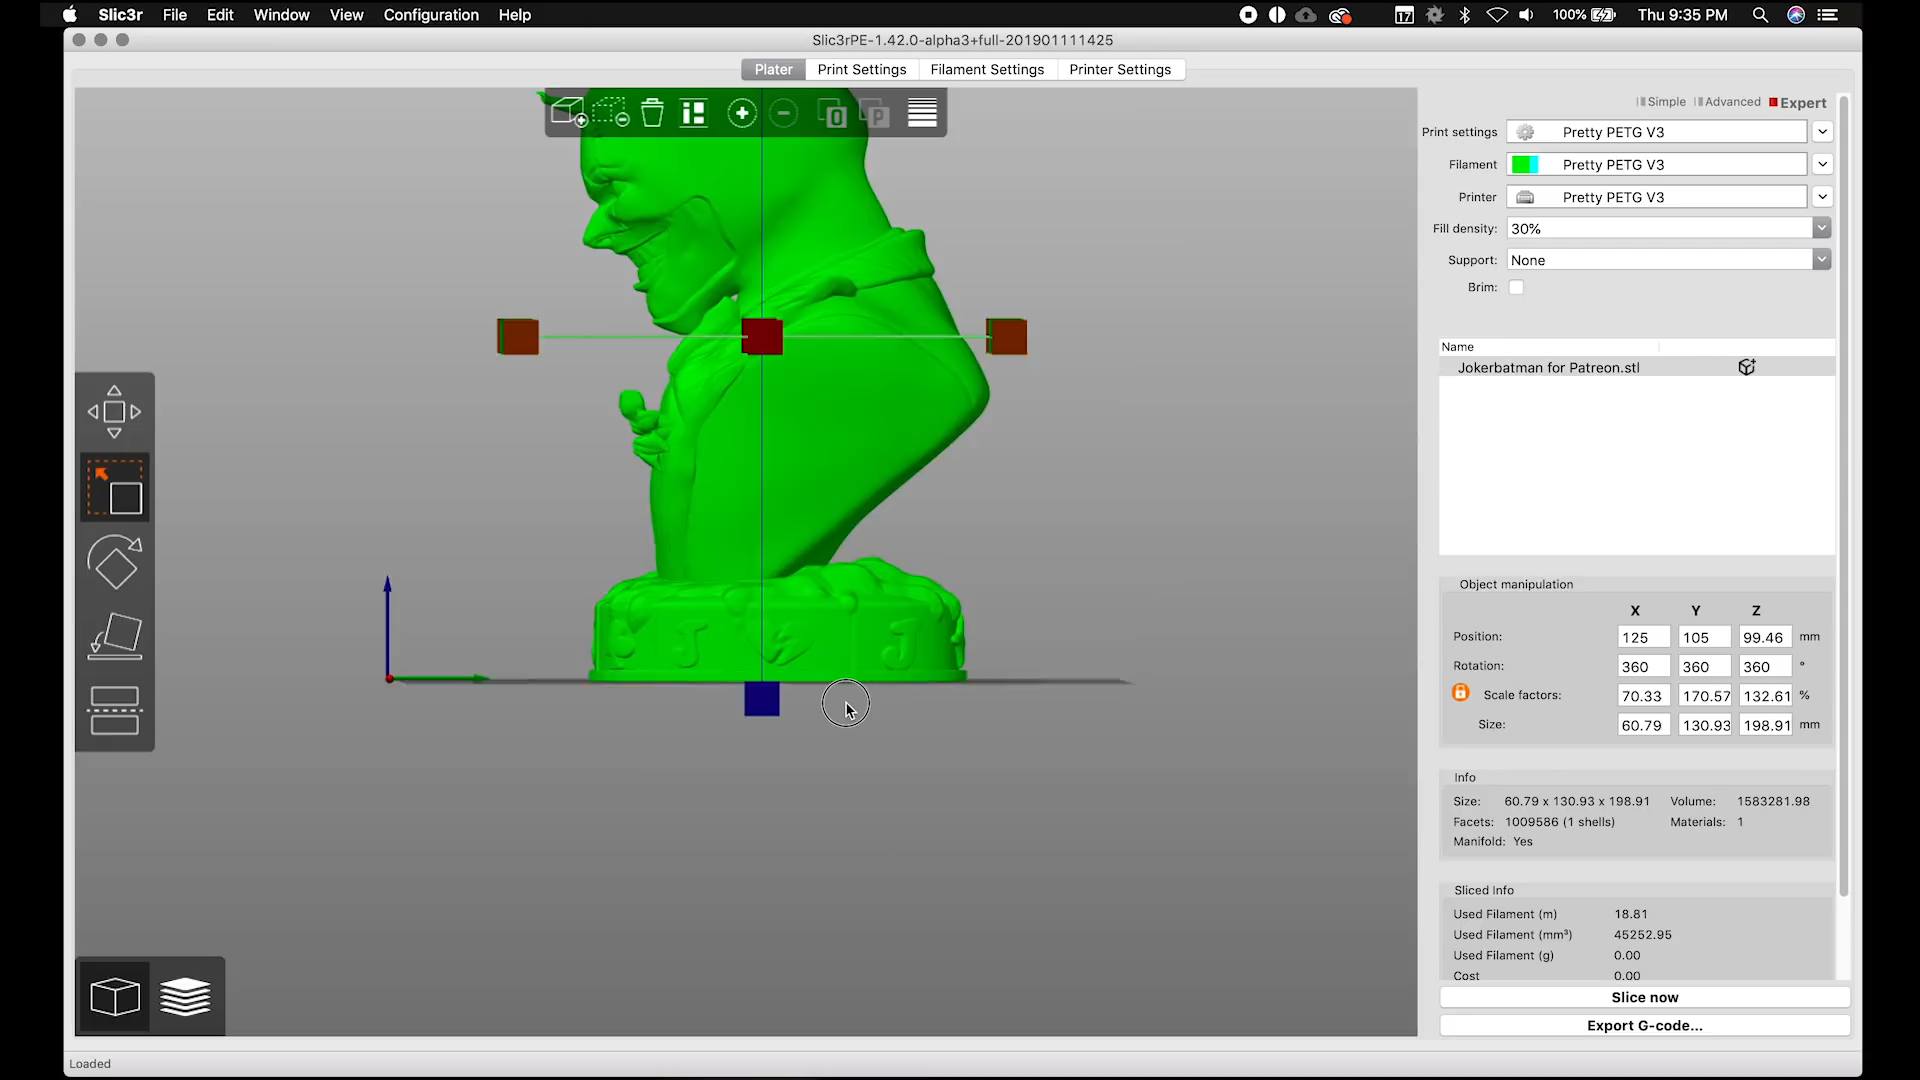 Slic3r File Edit Window View Configuration Help
17 100% Thu 9:35 PM
Slic3rPE-1.42.0-alpha3+full-201901111425
Plater Print Settings Filament Settings Printer Settings
Simple Advanced Expert
Print settings Pretty PETG V3
Filament Pretty PETG V3
Printer Pretty PETG V3
Fill density: 30%
Support: None
Brim:
Name
Jokerbatman for Patreon.stl
Object manipulation
X Y Z
Position: 125 105 99.46 mm
Rotation: 360 360 360 °
Scale factors: 70.33 170.57 132.61 %
Size: 60.79 130.93 198.91 mm
Info
Size: 60.79 x 130.93 x 198.91 Volume: 1583281.98
Facets: 1009586 (1 shells) Materials: 1
Manifold: Yes
Sliced Info
Used Filament (m) 18.81
Used Filament (mm³) 45252.95
Used Filament (g) 0.00
Cost 0.00
Slice now
Export G-code...
Loaded
O P
J J